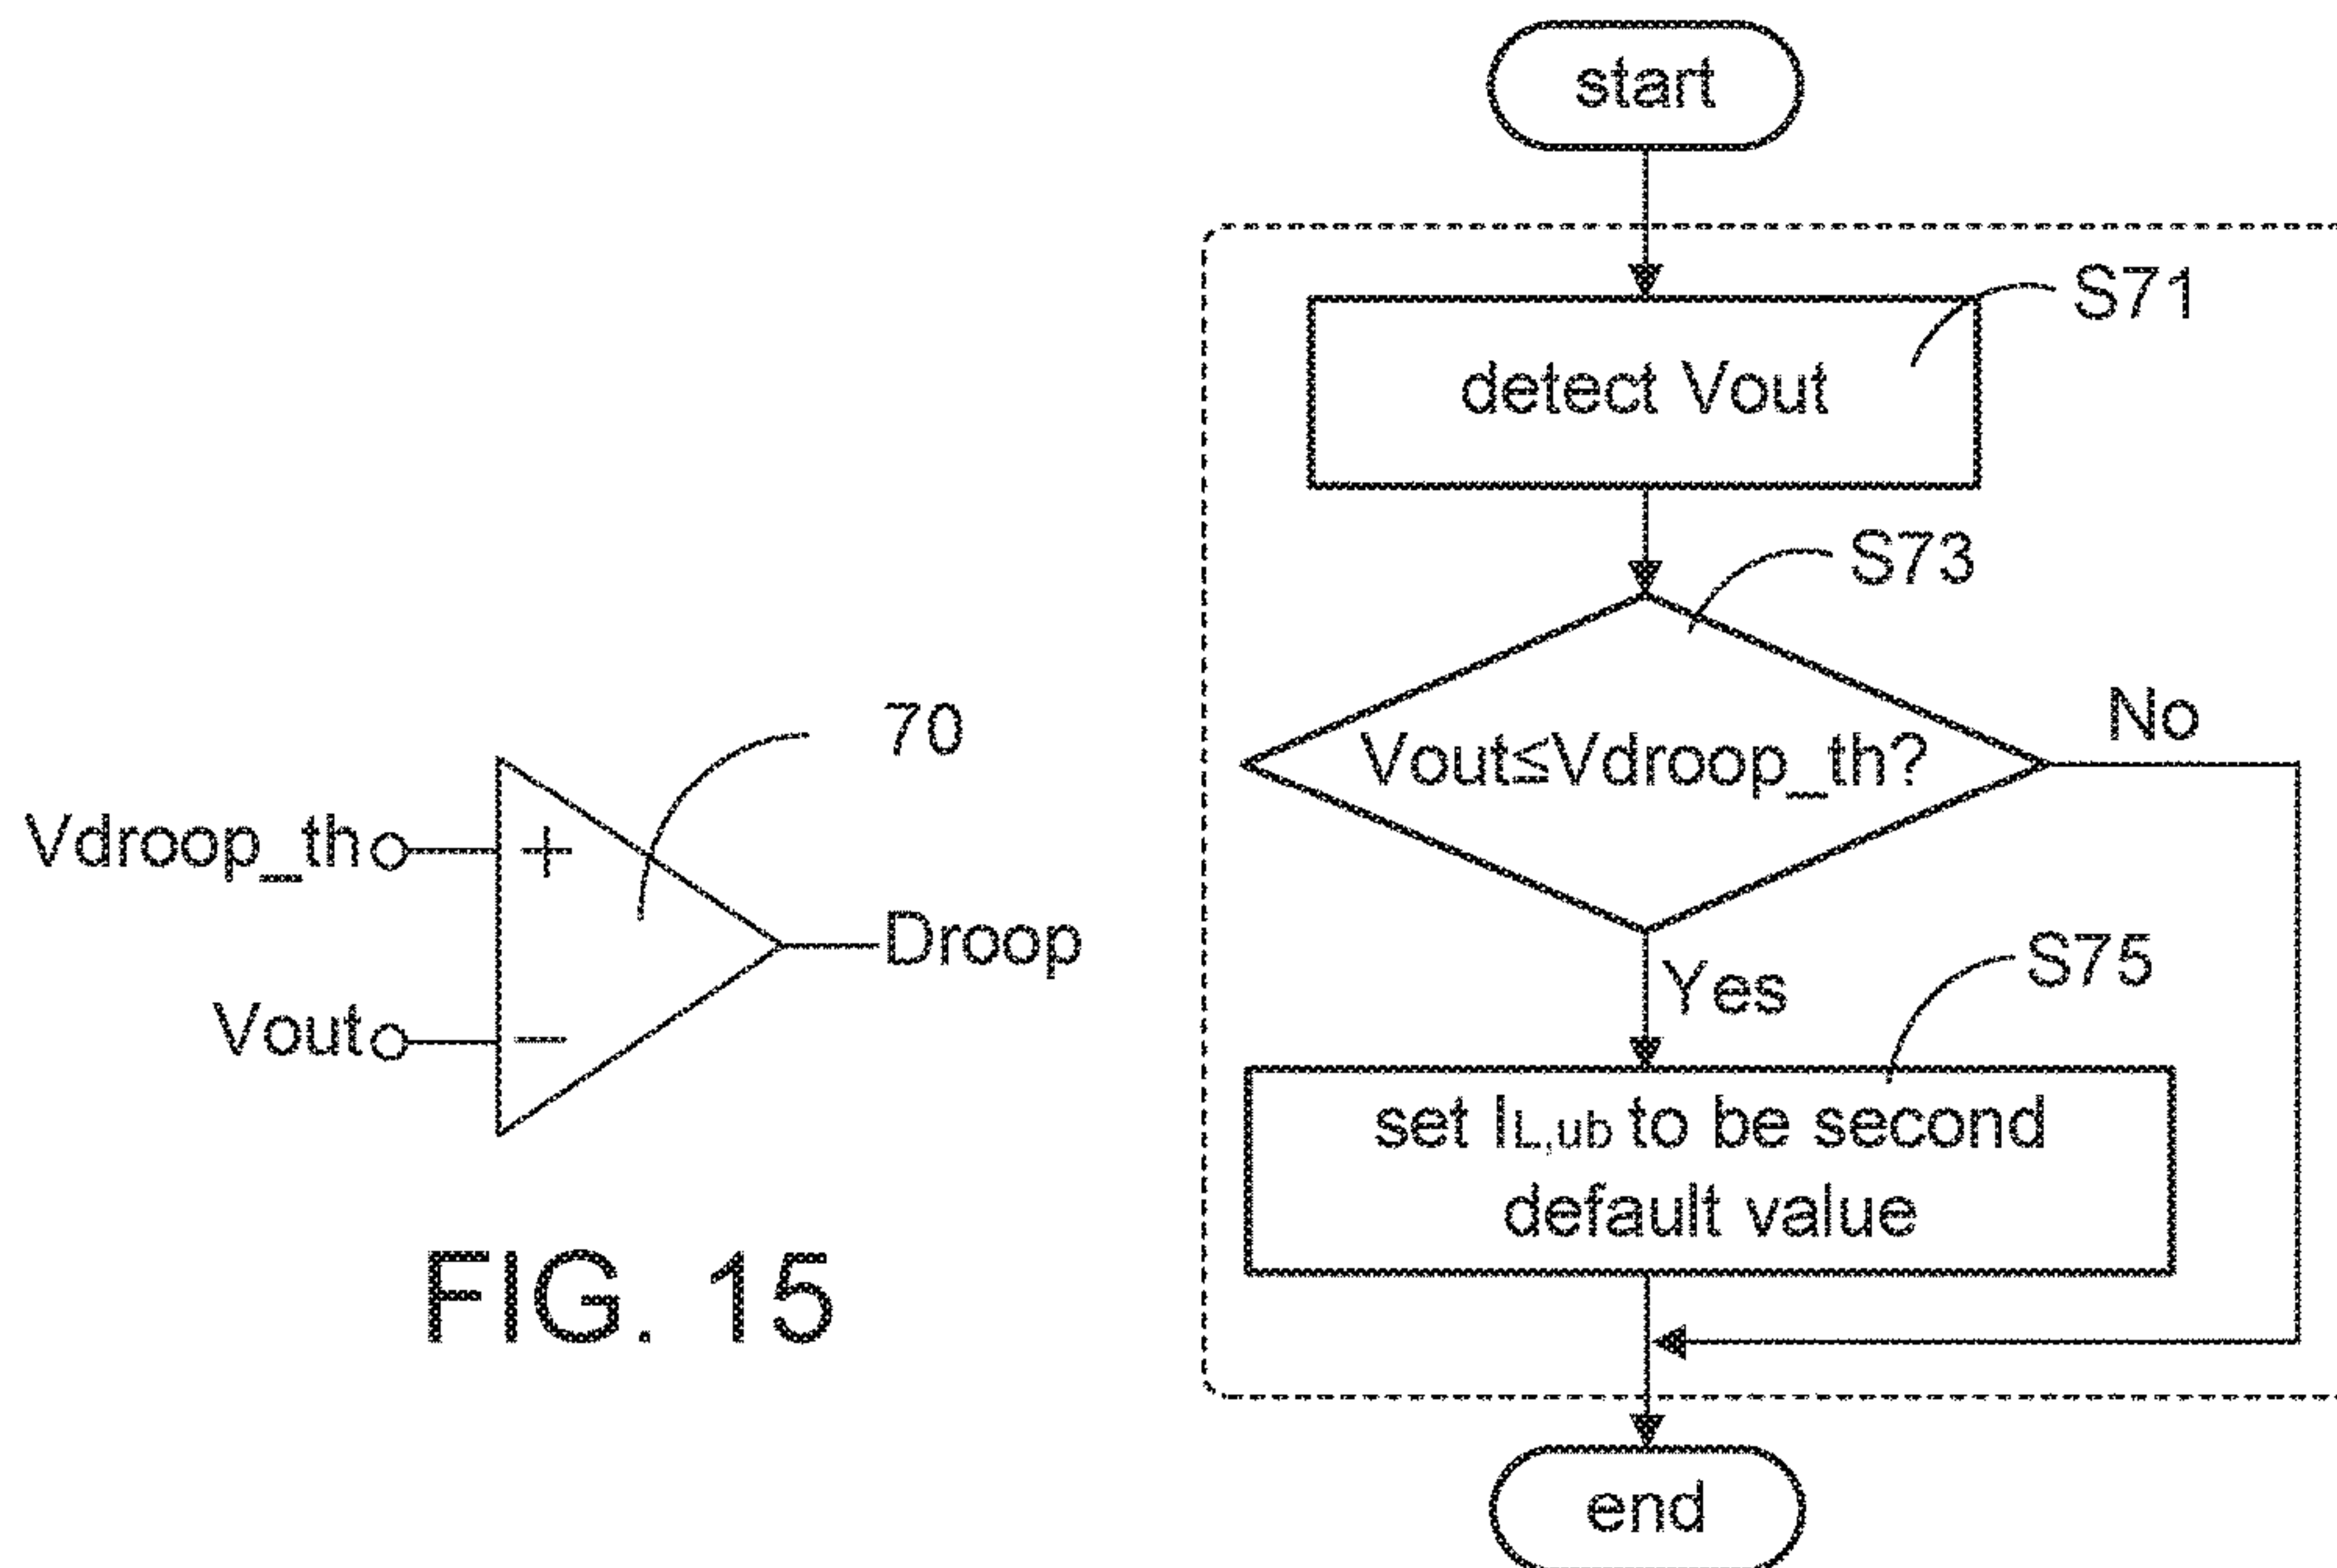 Vdroop_th
+
70
Vout
−
Droop
FIG. 15
start
S71
detect Vout
S73
Vout≤Vdroop_th?
No
Yes
S75
set IL,ub to be second
default value
end